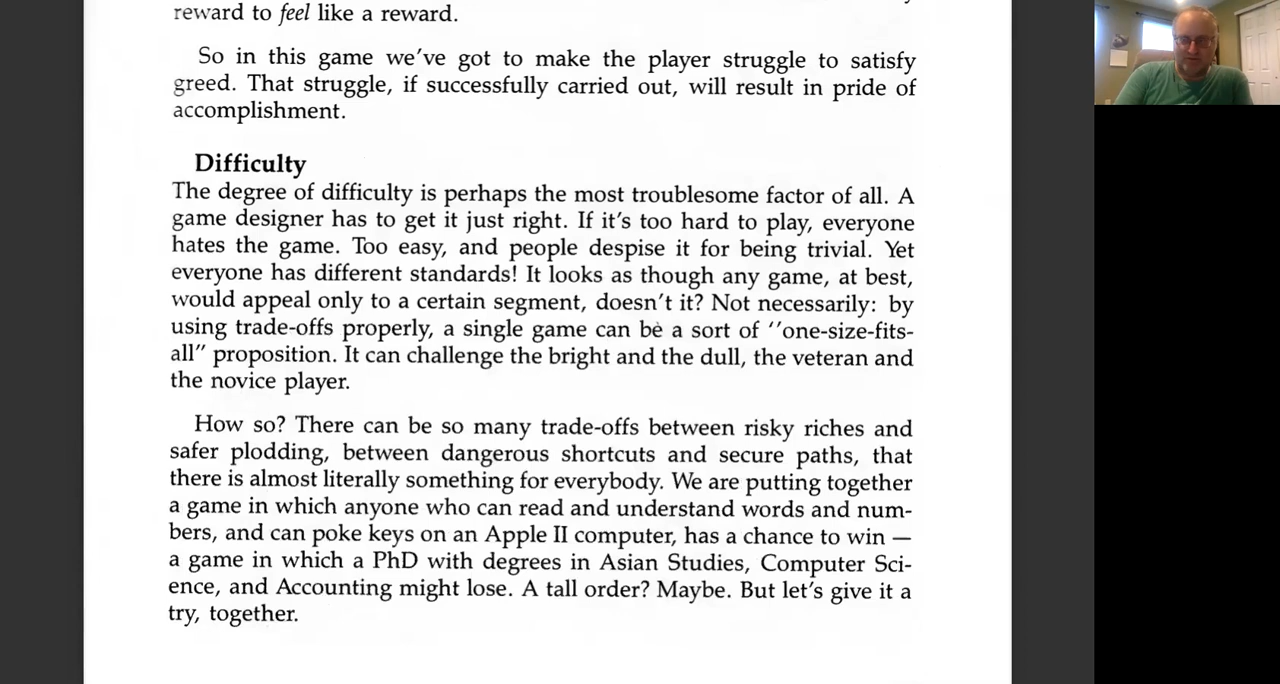 reward to feel like a reward.
So in this game we've got to make the player struggle to satisfy
greed. That struggle, if successfully carried out, will result in pride of
accomplishment.
Difficulty
The degree of difficulty is perhaps the most troublesome factor of all. A
game designer has to get it just right. If it's too hard to play, everyone
hates the game. Too easy, and people despise it for being trivial. Yet
everyone has different standards! It looks as though any game, at best,
would appeal only to a certain segment, doesn't it? Not necessarily: by
using trade-offs properly, a single game can be a sort of ''one-size-fits-
all" proposition. It can challenge the bright and the dull, the veteran and
the novice player.
How so? There can be so many trade-offs between risky riches and
safer plodding, between dangerous shortcuts and secure paths, that
there is almost literally something for everybody. We are putting together
a game in which anyone who can read and understand words and num-
bers, and can poke keys on an Apple II computer, has a chance to win —
a game in which a PhD with degrees in Asian Studies, Computer Sci-
ence, and Accounting might lose. A tall order? Maybe. But let's give it a
try, together.